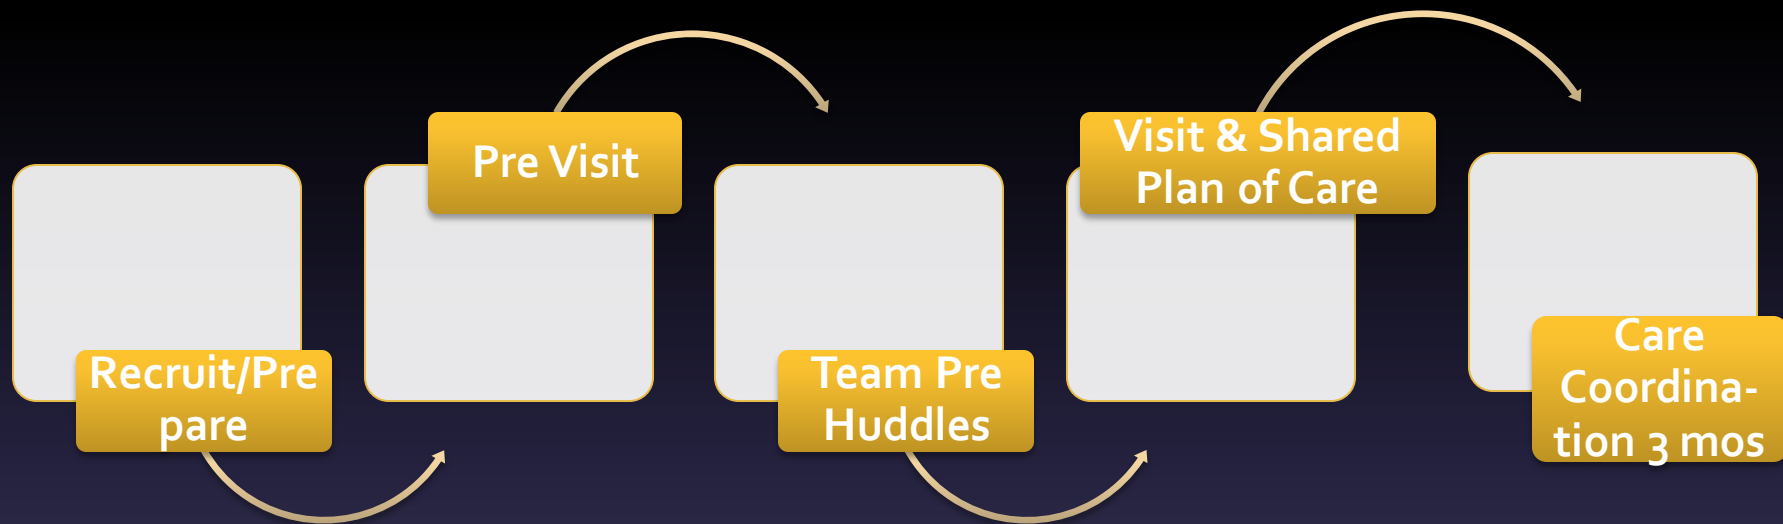 Recruit/Pre
pare
Pre Visit
Team Pre
Huddles
Visit & Shared
Plan of Care
Care
Coordina-
tion 3 mos